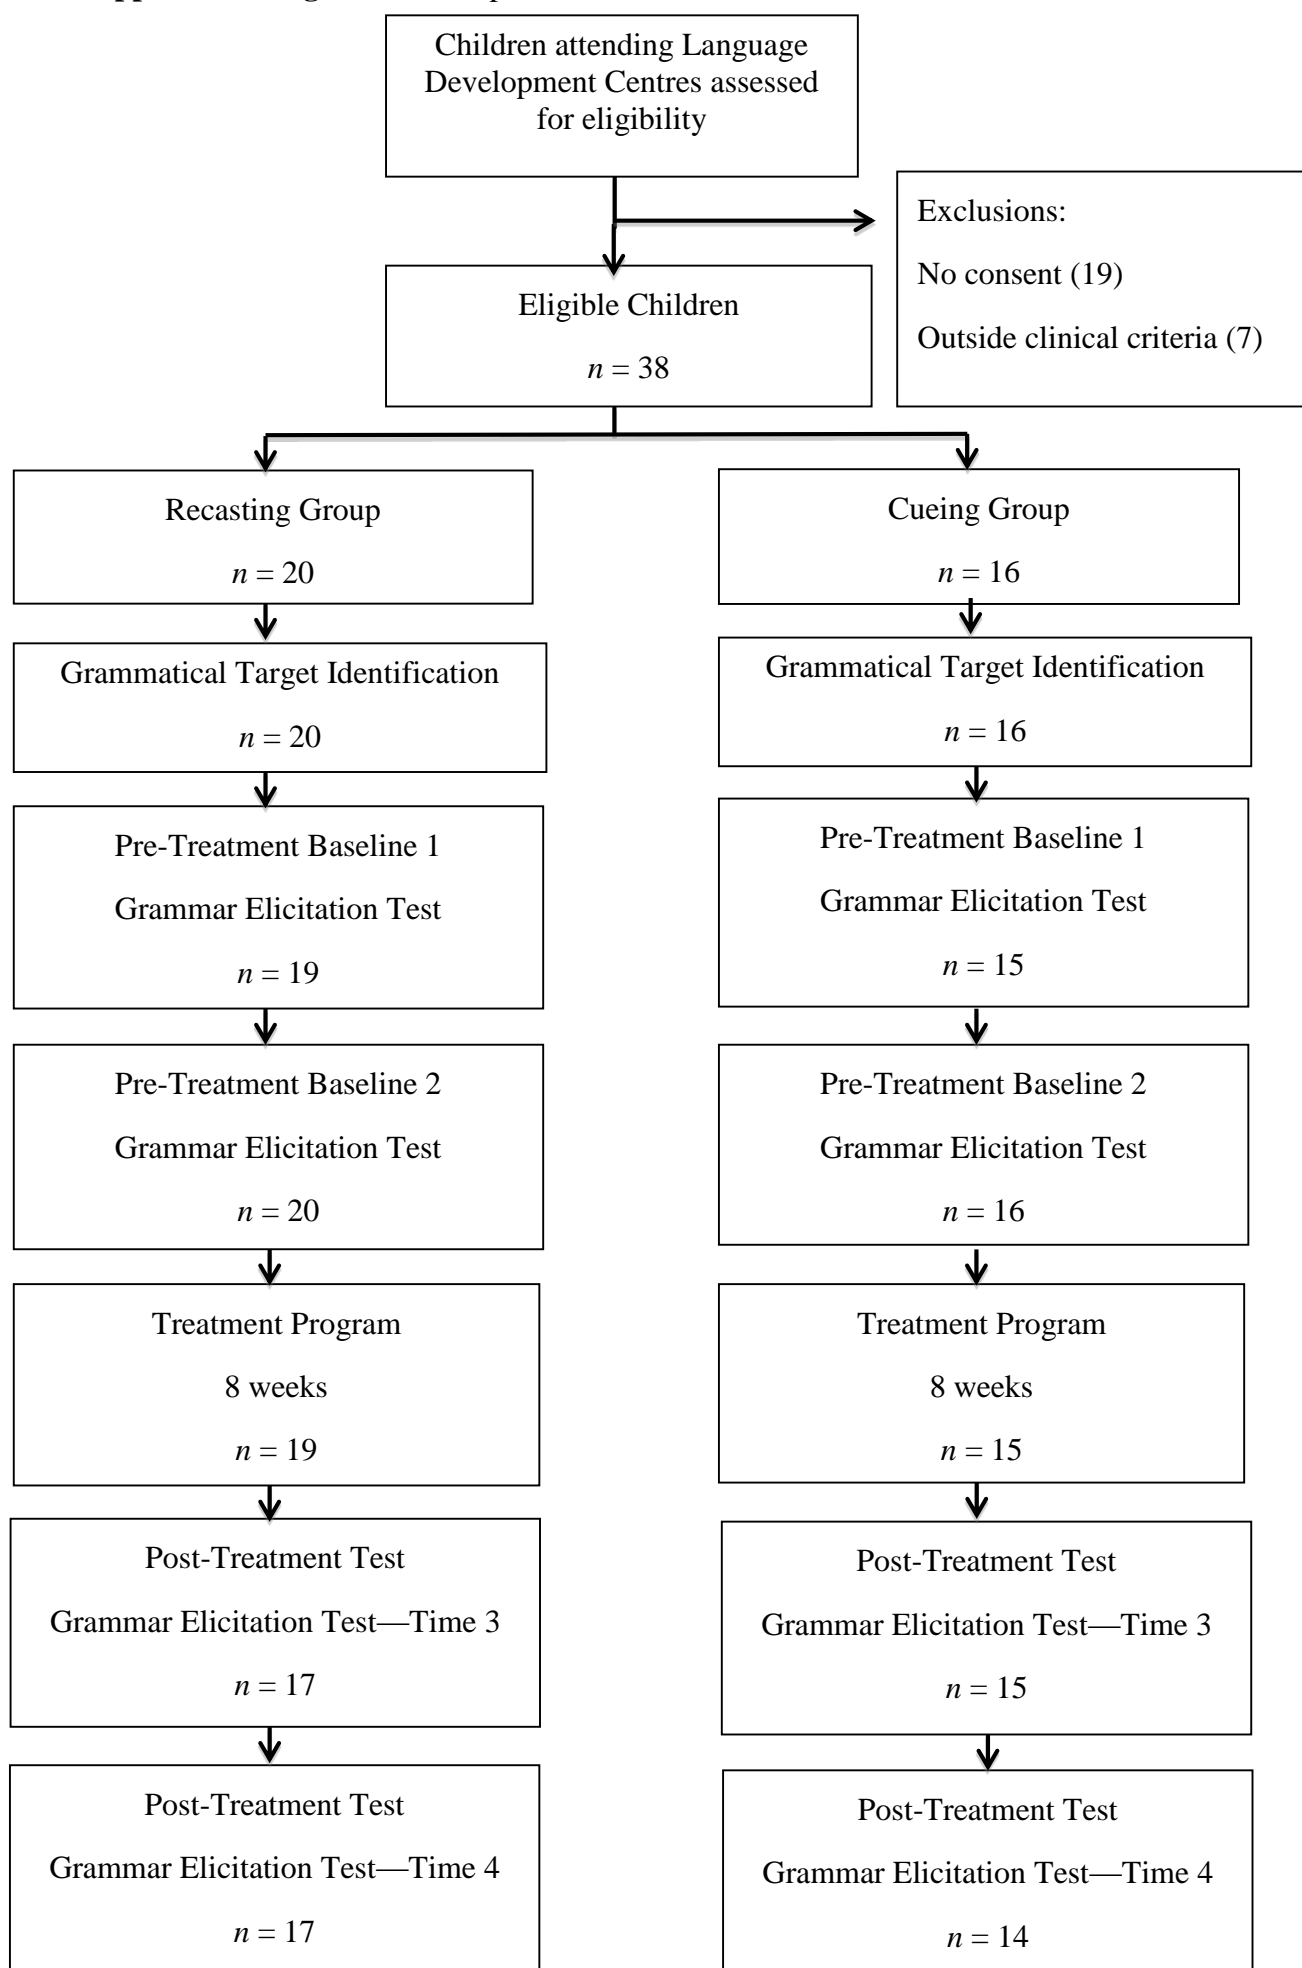 Children attending Language
Development Centres assessed
for eligibility
Exclusions:
No consent (19)
Outside clinical criteria (7)
Eligible Children
n = 38
Recasting Group
n = 20
Cueing Group
n = 16
Grammatical Target Identification
n = 20
Grammatical Target Identification
n = 16
Pre-Treatment Baseline 1
Grammar Elicitation Test
n = 19
Pre-Treatment Baseline 1
Grammar Elicitation Test
n = 15
Pre-Treatment Baseline 2
Grammar Elicitation Test
n = 20
Pre-Treatment Baseline 2
Grammar Elicitation Test
n = 16
Treatment Program
8 weeks
n = 19
Treatment Program
8 weeks
n = 15
Post-Treatment Test
Grammar Elicitation Test—Time 3
n = 17
Post-Treatment Test
Grammar Elicitation Test—Time 3
n = 15
Post-Treatment Test
Grammar Elicitation Test—Time 4
n = 17
Post-Treatment Test
Grammar Elicitation Test—Time 4
n = 14